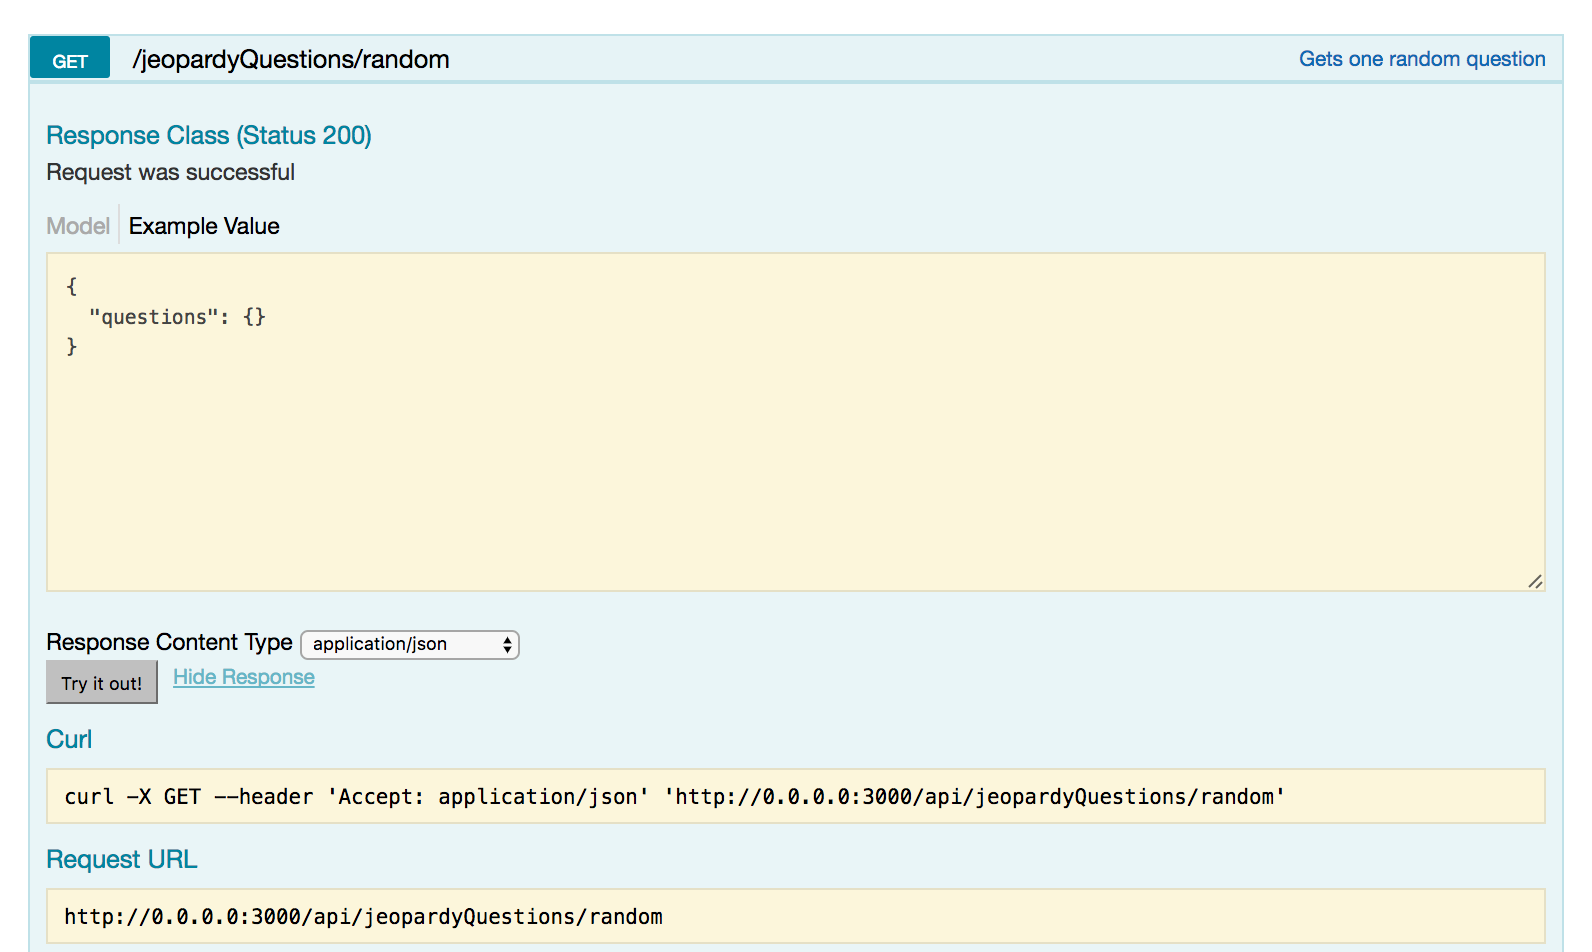 GET /jeopardyQuestions/random Gets one random question
Response Class (Status 200)
Request was successful
Model Example Value
{
"questions": {}
}
Response Content Type application/json
Try it out! Hide Response
Curl
curl -X GET --header 'Accept: application/json' 'http://0.0.0.0:3000/api/jeopardyQuestions/random'
Request URL
http://0.0.0.0:3000/api/jeopardyQuestions/random